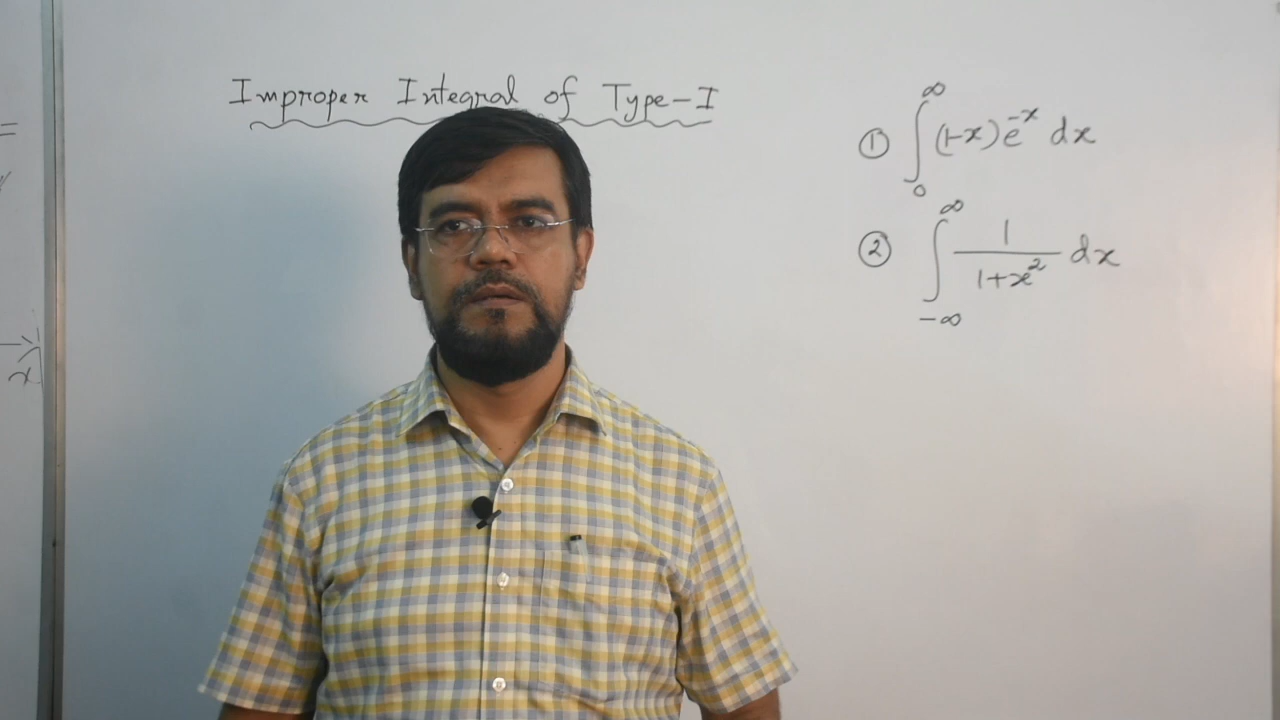 Improper Integral of Type-I
① ∫₀^∞ (1-x)e^{-x} dx
② ∫_{-∞}^∞ 1/(1+x²) dx
=
x